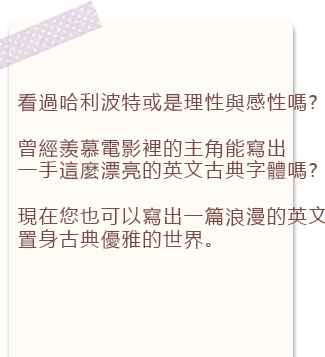 看過哈利波特或是理性與感性嗎?
曾經羨慕電影裡的主角能寫出
一手這麼漂亮的英文古典字體嗎?
現在您也可以寫出一篇浪漫的英文
置身古典優雅的世界。